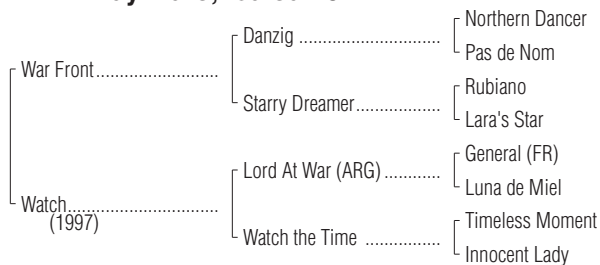 Northern Dancer
Danzig ................................
Pas de Nom
War Front............................
Rubiano
Starry Dreamer...................
Lara's Star
General (FR)
Lord At War (ARG) .............
Luna de Miel
Watch..................................
(1997)
Timeless Moment
Watch the Time .................
Innocent Lady